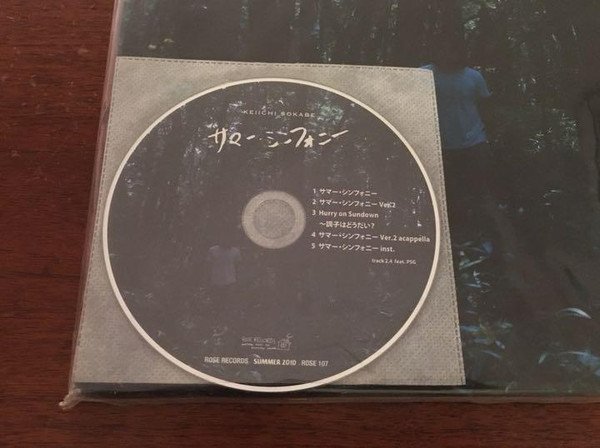 KEIICHI SOKABE
サマー・シンフォニー
1 サマー・シンフォニー
2 サマー・シンフォニー Ver.2
3 Hurry on Sundown
～調子はどうだい？
4 サマー・シンフォニー Ver.2 acappella
5 サマー・シンフォニー inst.
track 2,4 feat. PSG
ROSE RECORDS
ROSE RECORDS SUMMER 2010 ROSE 107